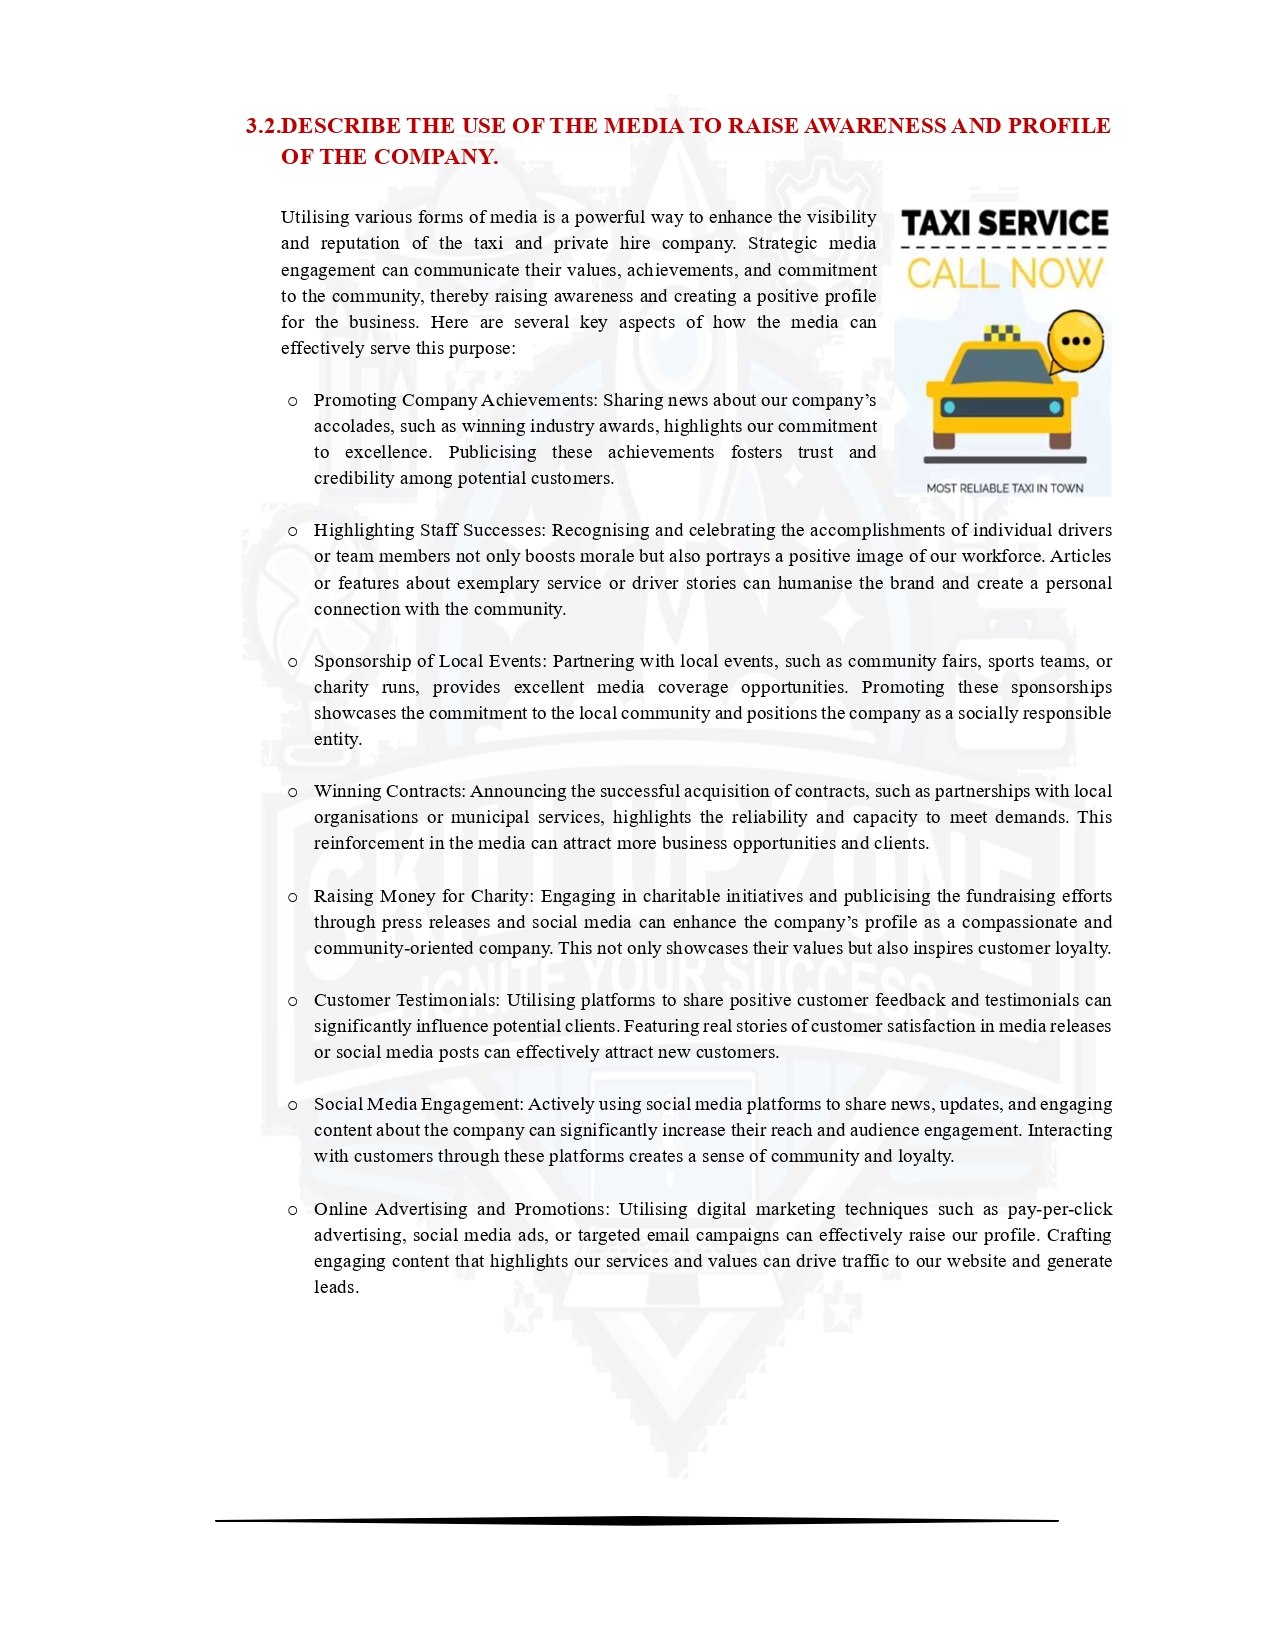 3.2.DESCRIBE THE USE OF THE MEDIA TO RAISE AWARENESS AND PROFILE
OF THE COMPANY.
Utilising various forms of media is a powerful way to enhance the visibility
and reputation of the taxi and private hire company. Strategic media
engagement can communicate their values, achievements, and commitment
to the community, thereby raising awareness and creating a positive profile
for the business. Here are several key aspects of how the media can
effectively serve this purpose:
TAXI SERVICE
CALL NOW
MOST RELIABLE TAXI IN TOWN
o Promoting Company Achievements: Sharing news about our company’s
accolades, such as winning industry awards, highlights our commitment
to excellence. Publicising these achievements fosters trust and
credibility among potential customers.
o Highlighting Staff Successes: Recognising and celebrating the accomplishments of individual drivers
or team members not only boosts morale but also portrays a positive image of our workforce. Articles
or features about exemplary service or driver stories can humanise the brand and create a personal
connection with the community.
o Sponsorship of Local Events: Partnering with local events, such as community fairs, sports teams, or
charity runs, provides excellent media coverage opportunities. Promoting these sponsorships
showcases the commitment to the local community and positions the company as a socially responsible
entity.
o Winning Contracts: Announcing the successful acquisition of contracts, such as partnerships with local
organisations or municipal services, highlights the reliability and capacity to meet demands. This
reinforcement in the media can attract more business opportunities and clients.
o Raising Money for Charity: Engaging in charitable initiatives and publicising the fundraising efforts
through press releases and social media can enhance the company’s profile as a compassionate and
community-oriented company. This not only showcases their values but also inspires customer loyalty.
o Customer Testimonials: Utilising platforms to share positive customer feedback and testimonials can
significantly influence potential clients. Featuring real stories of customer satisfaction in media releases
or social media posts can effectively attract new customers.
o Social Media Engagement: Actively using social media platforms to share news, updates, and engaging
content about the company can significantly increase their reach and audience engagement. Interacting
with customers through these platforms creates a sense of community and loyalty.
o Online Advertising and Promotions: Utilising digital marketing techniques such as pay-per-click
advertising, social media ads, or targeted email campaigns can effectively raise our profile. Crafting
engaging content that highlights our services and values can drive traffic to our website and generate
leads.
SKILL UP ZONE
IGNITE YOUR SUCCESS